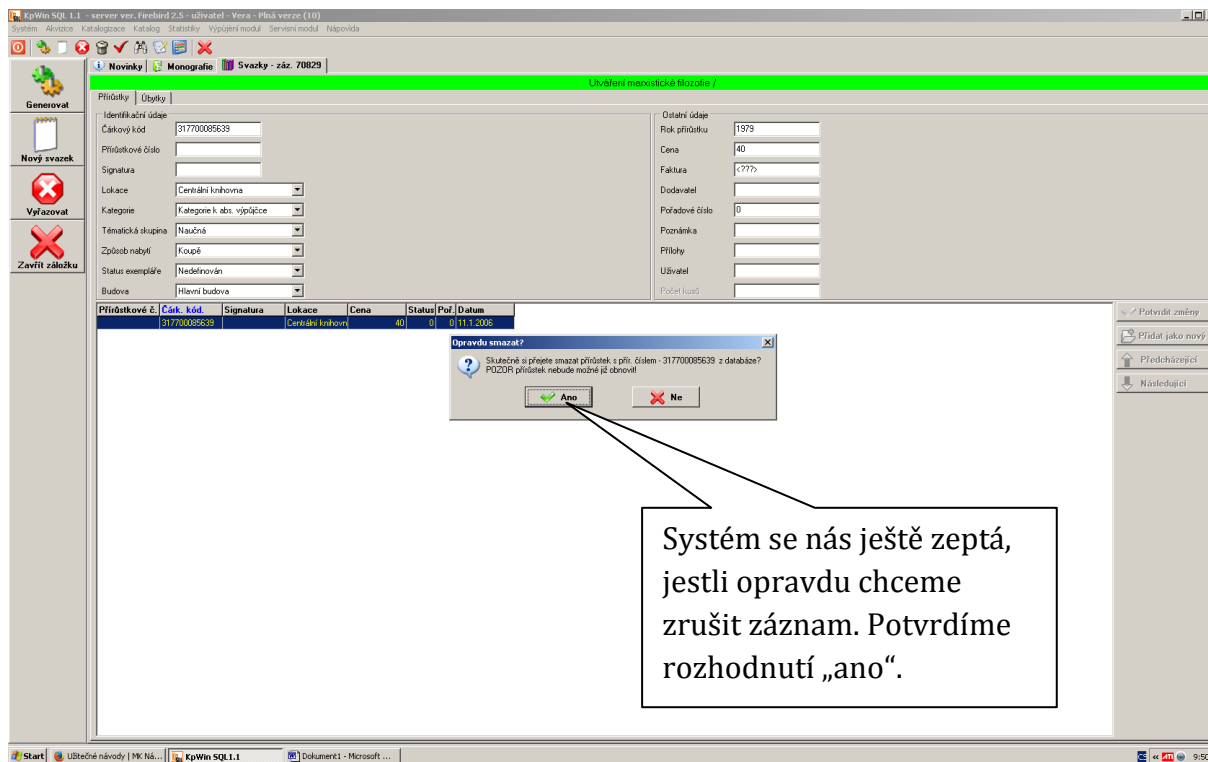 KpWin SQL 1.1 - server ver. Firebird 2.5 - uživatel - Vera - Plná verze (10)
Systém Akvizice Katalogizace Katalog Statistiky Výpůjční modul Servisní modul Nápovída
Novinky Monografie Svazky - záz. 70829
Utváření marxistické filozofie /
Generovat
Nový svazek
Vyřazovat
Zavřít záložku
Přírůstky Úbytky
Identifikační údaje
Čárkový kód 317700085639
Přírůstkové číslo
Signatura
Lokace Centrální knihovna
Kategorie Kategorie k abs. výpůjčce
Tématická skupina Naučná
Způsob nabytí Koupě
Status exempláře Nedefinován
Budova Hlavní budova
Ostatní údaje
Rok přírůstku 1979
Cena 40
Faktura <???>
Dodavatel
Pořadové číslo 0
Poznámka
Přílohy
Uživatel
Počet kusů
Přírůstkové č. Čárk. kód. Signatura Lokace Cena Status Poř. Datum
317700085639 Centrální knihovn 40 0 0 11.1.2006
Potvrdit změny
Přidat jako nový
Předcházející
Následující
Opravdu smazat?
Skutečně si přejete smazat přírůstek s přír. číslem - 317700085639 z databáze?
POZOR přírůstek nebude možné již obnovit!
Ano Ne
Systém se nás ještě zeptá,
jestli opravdu chceme
zrušit záznam. Potvrdíme
rozhodnutí „ano“.
Start Užitečné návody | MK Ná... KpWin SQL1.1 Dokument1 - Microsoft ... CS « ATI 9:50